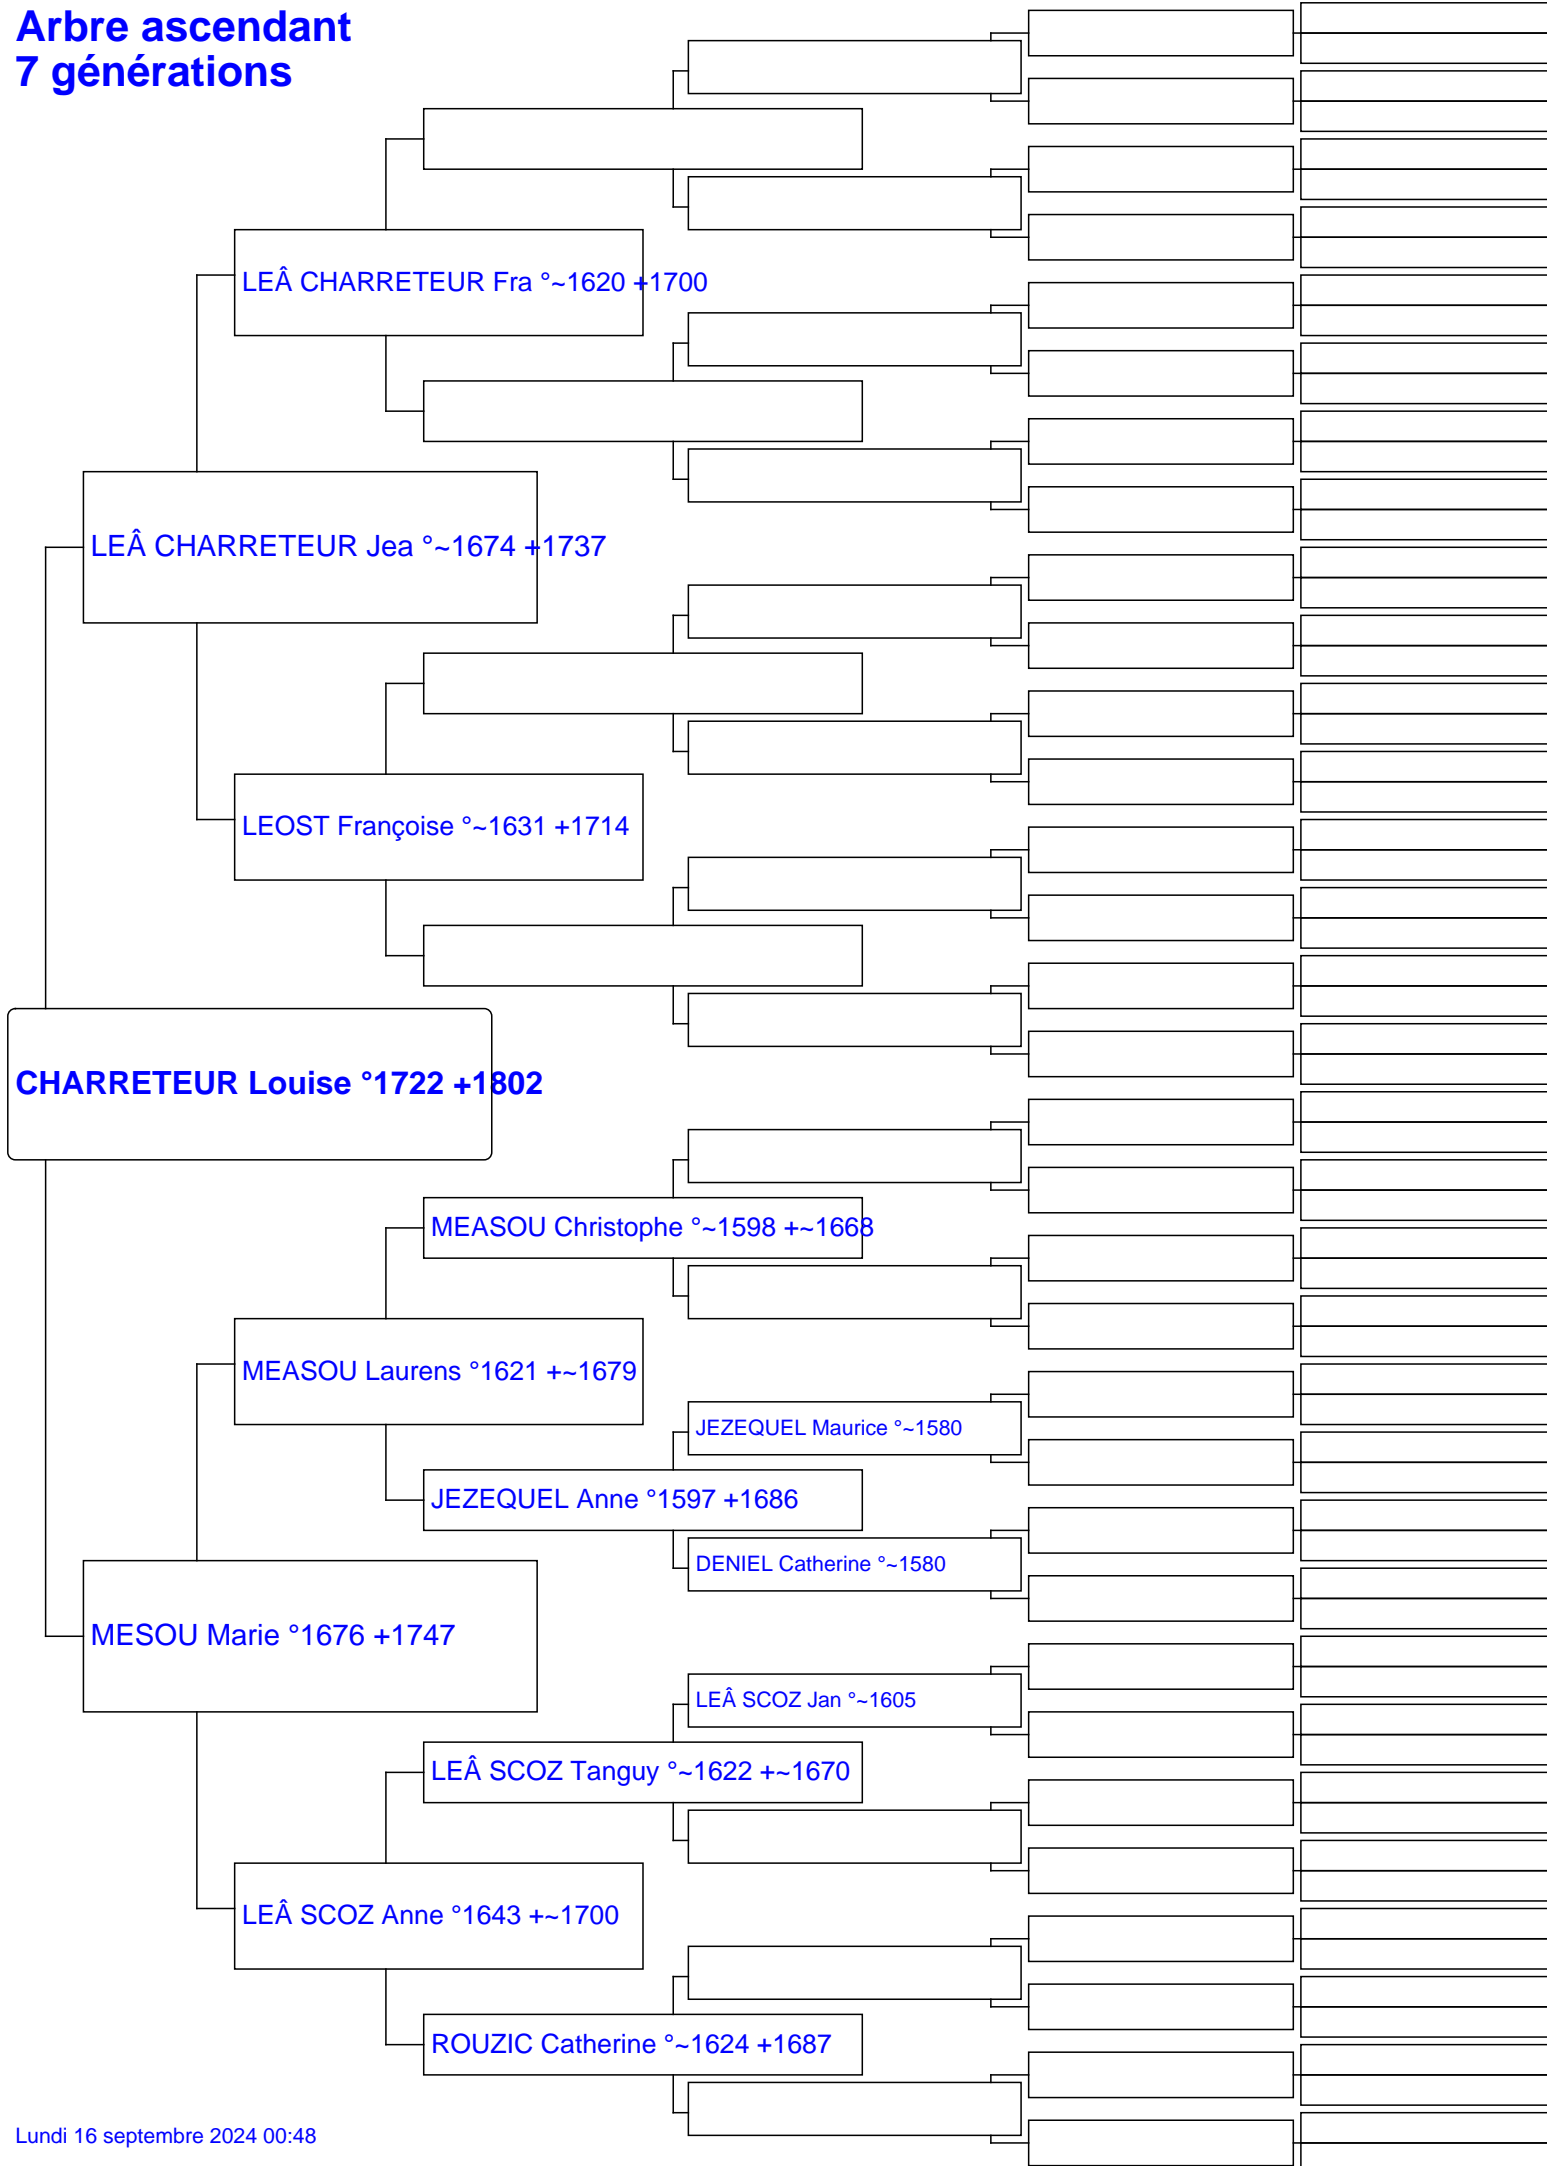 Arbre ascendant
7 générations
LEÂ CHARRETEUR Fra °~1620 +1700
LEÂ CHARRETEUR Jea °~1674 +1737
LEOST Françoise °~1631 +1714
CHARRETEUR Louise °1722 +1802
MEASOU Christophe °~1598 +~1668
MEASOU Laurens °1621 +~1679
JEZEQUEL Maurice °~1580
JEZEQUEL Anne °1597 +1686
DENIEL Catherine °~1580
MESOU Marie °1676 +1747
LEÂ SCOZ Jan °~1605
LEÂ SCOZ Tanguy °~1622 +~1670
LEÂ SCOZ Anne °1643 +~1700
ROUZIC Catherine °~1624 +1687
Lundi 16 septembre 2024 00:48